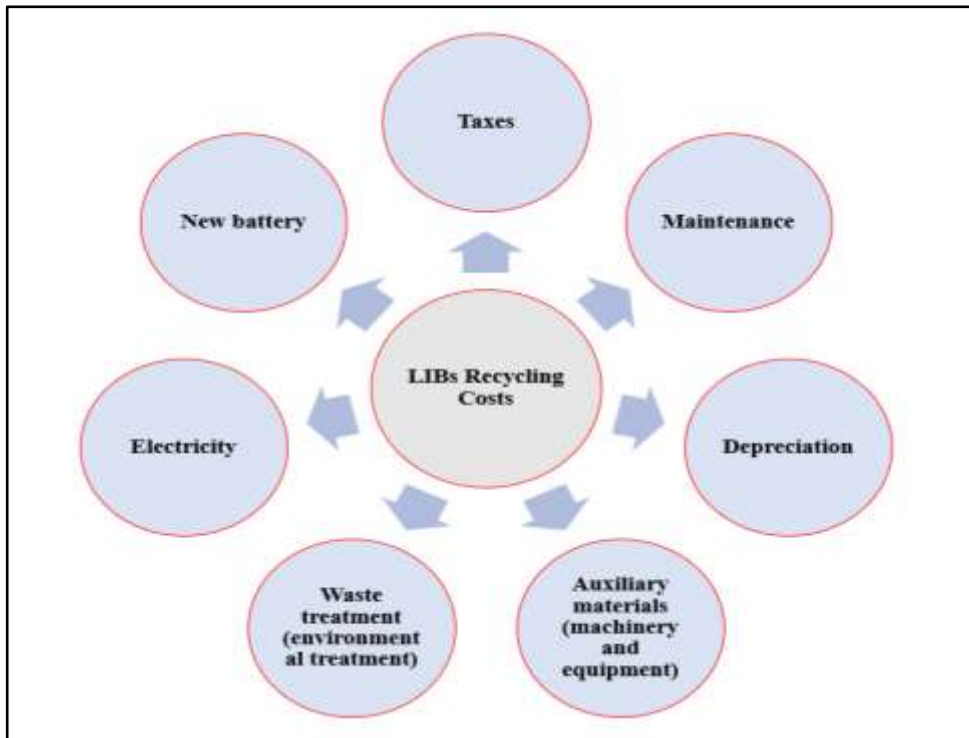 Taxes
Maintenance
Depreciation
Auxiliary
materials
(machinery
and
equipment)
Waste
treatment
(environment
al treatment)
Electricity
New battery
LIBs Recycling
Costs